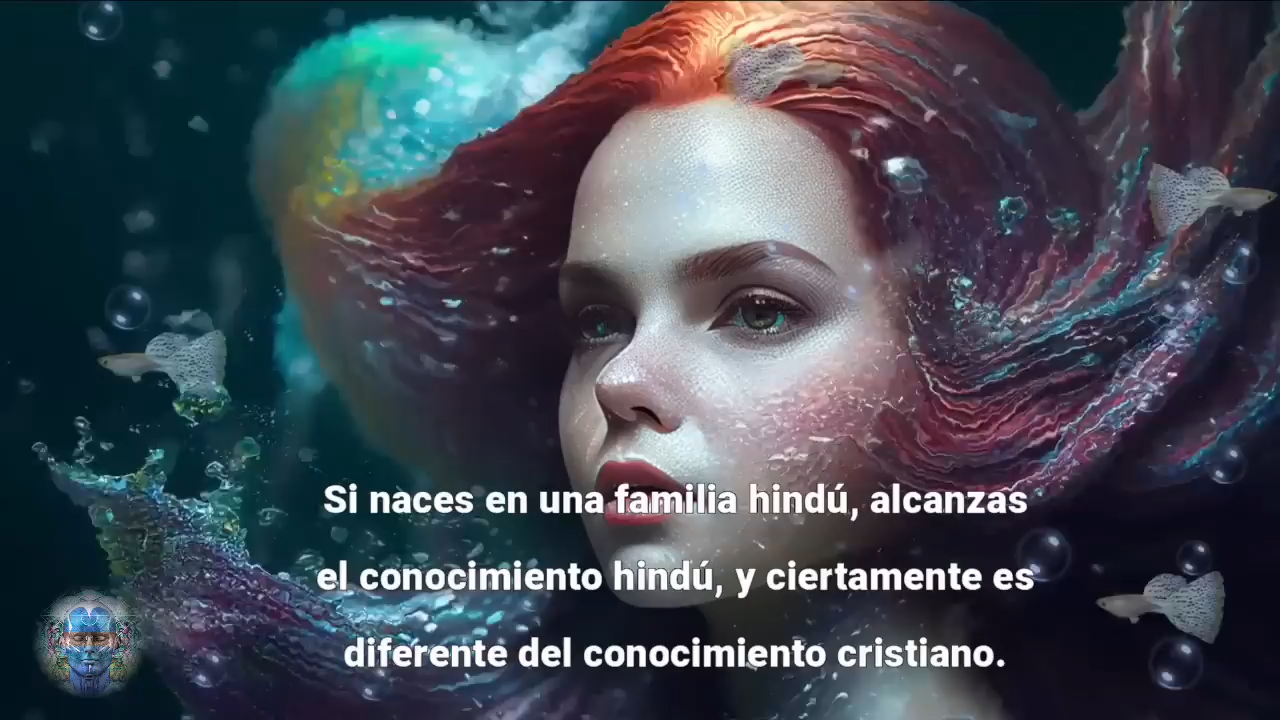 Si naces en una familia hindú, alcanzas
el conocimiento hindú, y ciertamente es
diferente del conocimiento cristiano.